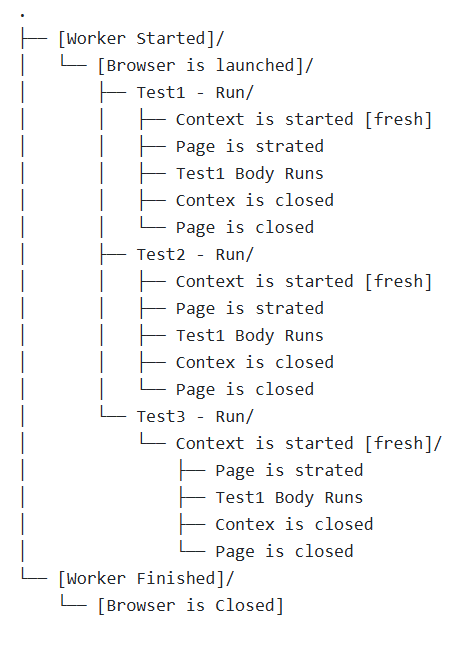 .
├── [Worker Started]/
│   └── [Browser is launched]/
│       ├── Test1 - Run/
│       │   ├── Context is started [fresh]
│       │   ├── Page is strated
│       │   ├── Test1 Body Runs
│       │   ├── Contex is closed
│       │   └── Page is closed
│       ├── Test2 - Run/
│       │   ├── Context is started [fresh]
│       │   ├── Page is strated
│       │   ├── Test1 Body Runs
│       │   ├── Contex is closed
│       │   └── Page is closed
│       └── Test3 - Run/
│           └── Context is started [fresh]/
│               ├── Page is strated
│               ├── Test1 Body Runs
│               ├── Contex is closed
│               └── Page is closed
└── [Worker Finished]/
    └── [Browser is Closed]